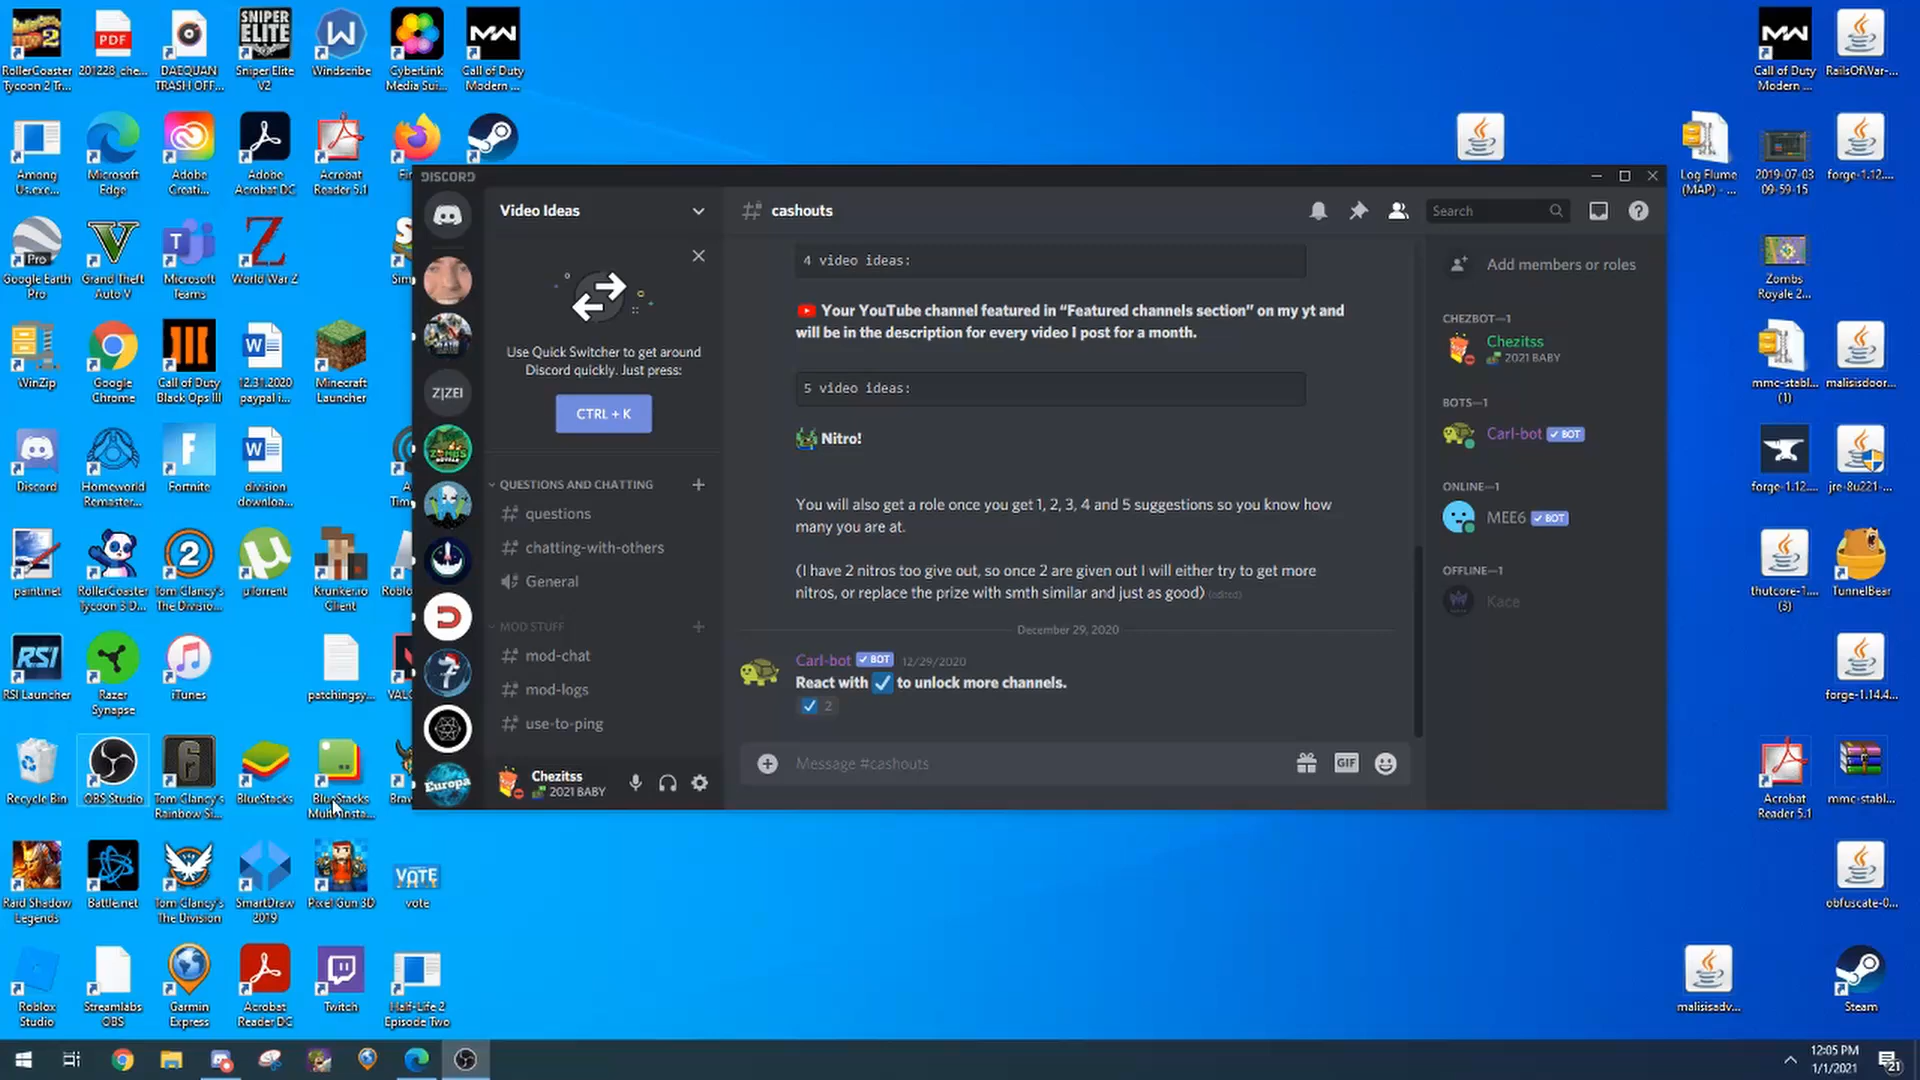 RollerCoaster
Tycoon 2 Tr...
PDF
201228_che...
DAEQUAN
TRASH OFF...
SNIPER
ELITE
Sniper Elite
V2
Windscribe
CyberLink
Media Sui...
Call of Duty
Modern ...
Call of Duty
Modern ...
RailsOfWar-...
Among
Us.exe...
Microsoft
Edge
Adobe
Creati...
Adobe
Acrobat DC
Acrobat
Reader 5.1
Log Flume
(MAP) - ...
2019-07-03
09-59-15
forge-1.12....
Pro
Google Earth
Pro
Grand Theft
Auto V
Microsoft
Teams
World War Z
Zombs
Royale 2...
WinZip
Google
Chrome
Call of Duty
Black Ops III
12.31.2020
paypal i...
Minecraft
Launcher
mmc-stabl...
(1)
malisisdoor...
Discord
Homeworld
Remaster...
Fortnite
division
downloa...
forge-1.12....
jre-8u221-...
paint.net
RollerCoaster
Tycoon 3 D...
Tom Clancy's
The Divisio...
µTorrent
Krunker.io
Client
thutcore-1....
(3)
TunnelBear
RSI
RSI Launcher
Razer
Synapse
iTunes
patchingsy...
forge-1.14.4...
Recycle Bin
OBS Studio
Tom Clancy's
Rainbow Si...
BlueStacks
BlueStacks
Multi-Insta...
Acrobat
Reader 5.1
mmc-stabl...
Raid Shadow
Legends
Battle.net
Tom Clancy's
The Division
SmartDraw
2019
Pixel Gun 3D
VOTE
vote
obfuscate-0...
Roblox
Studio
Streamlabs
OBS
Garmin
Express
Acrobat
Reader DC
Twitch
Half-Life 2
Episode Two
malisisadv...
Steam
DISCORD
Video Ideas
cashouts
Search
Use Quick Switcher to get around
Discord quickly. Just press:
CTRL + K
Z|ZEI
QUESTIONS AND CHATTING
questions
chatting-with-others
General
MOD STUFF
mod-chat
mod-logs
use-to-ping
Europa
Chezitss
2021 BABY
4 video ideas:
Your YouTube channel featured in “Featured channels section” on my yt and
will be in the description for every video I post for a month.
5 video ideas:
Nitro!
You will also get a role once you get 1, 2, 3, 4 and 5 suggestions so you know how
many you are at.
(I have 2 nitros too give out, so once 2 are given out I will either try to get more
nitros, or replace the prize with smth similar and just as good) (edited)
December 29, 2020
Carl-bot BOT 12/29/2020
React with to unlock more channels.
2
Message #cashouts
GIF
Add members or roles
CHEZBOT—1
Chezitss
2021 BABY
BOTS—1
Carl-bot BOT
ONLINE—1
MEE6 BOT
OFFLINE—1
Kace
12:05 PM
1/1/2021
21